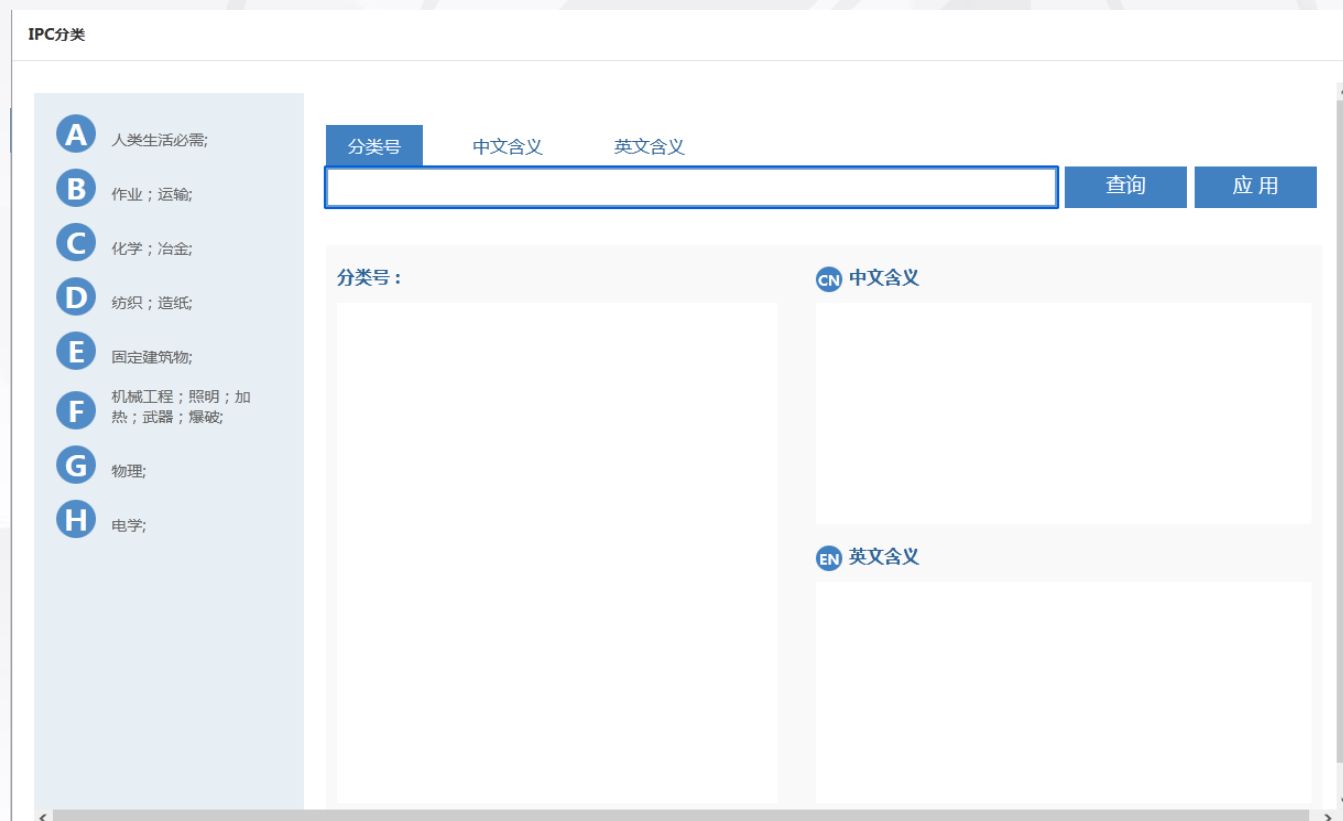 IPC分类
A 人类生活必需;
B 作业；运输;
C 化学；冶金;
D 纺织；造纸;
E 固定建筑物;
F 机械工程；照明；加
热；武器；爆破;
G 物理;
H 电学;
分类号 中文含义 英文含义
查询 应 用
分类号：
CN 中文含义
EN 英文含义